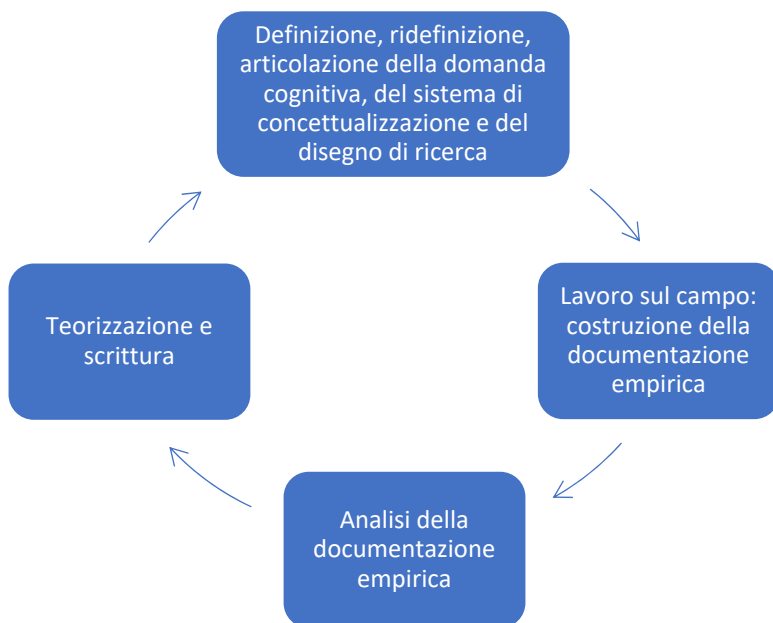 Definizione, ridefinizione,
articolazione della domanda
cognitiva, del sistema di
concettualizzazione e del
disegno di ricerca
Lavoro sul campo:
costruzione della
documentazione
empirica
Analisi della
documentazione
empirica
Teorizzazione e
scrittura